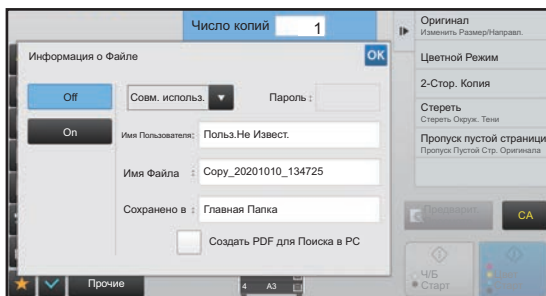 Число копий 1
Информация о Файле
OK
Off
On
Совм. использ.
Пароль :
Имя Пользователя:
Польз.Не Извест.
Имя Файла :
Copy_20201010_134725
Сохранено в :
Главная Папка
Создать PDF для Поиска в PC
Прочие
4 A3
Оригинал
Изменить Размер/Направл.
Цветной Режим
2-Стор. Копия
Стереть
Стереть Окруж. Тени
Пропуск пустой страници
Пропуск Пустой Стр. Оригинала
CA
Ч/Б
Старт